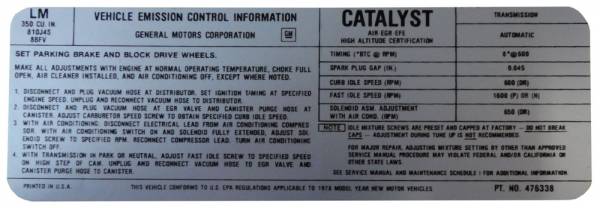 LM
350 CU. IN.
810J4S
8BFV
VEHICLE EMISSION CONTROL INFORMATION
GENERAL MOTORS CORPORATION
GM
CATALYST
AIR EGR EFE
HIGH ALTITUDE CERTIFICATION
TRANSMISSION
AUTOMATIC
SET PARKING BRAKE AND BLOCK DRIVE WHEELS.
MAKE ALL ADJUSTMENTS WITH ENGINE AT NORMAL OPERATING TEMPERATURE, CHOKE FULL
OPEN, AIR CLEANER INSTALLED, AND AIR CONDITIONING OFF, EXCEPT WHERE NOTED.
1. DISCONNECT AND PLUG VACUUM HOSE AT DISTRIBUTOR. SET IGNITION TIMING AT SPECIFIED
ENGINE SPEED. UNPLUG AND RECONNECT VACUUM HOSE TO DISTRIBUTOR.
2. DISCONNECT AND PLUG VACUUM HOSE AT EGR VALVE AND CANISTER PURGE HOSE AT
CANISTER. ADJUST CARBURETOR SPEED SCREW TO OBTAIN SPECIFIED CURB IDLE SPEED.
3. WITH AIR CONDITIONING, DISCONNECT ELECTRICAL LEAD FROM AIR CONDITIONING COMPRES
SOR. WITH AIR CONDITIONING SWITCH ON AND SOLENOID FULLY EXTENDED, ADJUST SOL
ENOID SCREW TO SPECIFIED RPM. RECONNECT COMPRESSOR LEAD. TURN AIR CONDITIONING
SWITCH OFF.
4. WITH TRANSMISSION IN PARK OR NEUTRAL, ADJUST FAST IDLE SCREW TO SPECIFIED SPEED
ON HIGH STEP OF CAM. UNPLUG AND RECONNECT VACUUM HOSE TO EGR VALVE AND
CANISTER PURGE HOSE TO CANISTER.
TIMING (°BTC @ RPM) 8°@500
SPARK PLUG GAP (IN.) 0.045
CURB IDLE SPEED (RPM) 600 (DR)
FAST IDLE SPEED (RPM) 1600 (P) OR (N)
SOLENOID ASM. ADJUSTMENT
WITH AIR COND. (RPM) 650 (DR)
NOTE IDLE MIXTURE SCREWS ARE PRESET AND CAPPED AT FACTORY — DO NOT BREAK
CAPS — ADJUSTMENT DURING TUNE UP IS NOT RECOMMENDED.
FOR MAJOR REPAIR, ADJUSTING MIXTURE SETTING BY OTHER THAN APPROVED
SERVICE MANUAL PROCEDURE MAY VIOLATE FEDERAL AND/OR CALIFORNIA OR
OTHER STATE LAWS.
SEE SERVICE MANUAL AND MAINTENANCE SCHEDULE FOR ADDITIONAL INFORMATION
PRINTED IN U.S.A. THIS VEHICLE CONFORMS TO U.S. EPA REGULATIONS APPLICABLE TO 1978 MODEL YEAR NEW MOTOR VEHICLES PT. NO. 476338